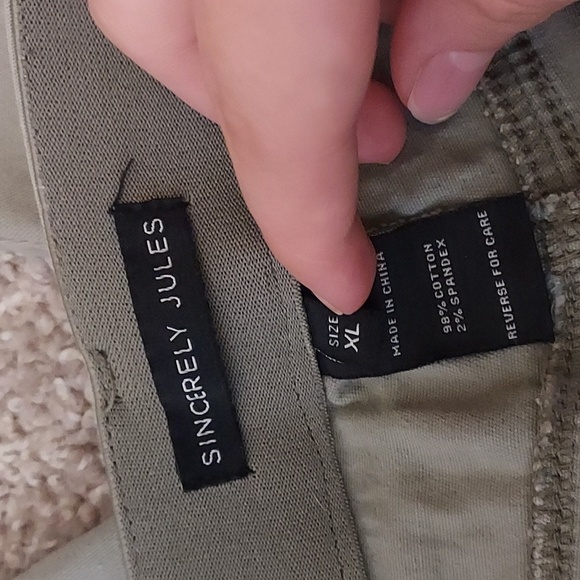 SINCERELY JULES
SIZE
XL
MADE IN CHINA
98% COTTON
2% SPANDEX
REVERSE FOR CARE